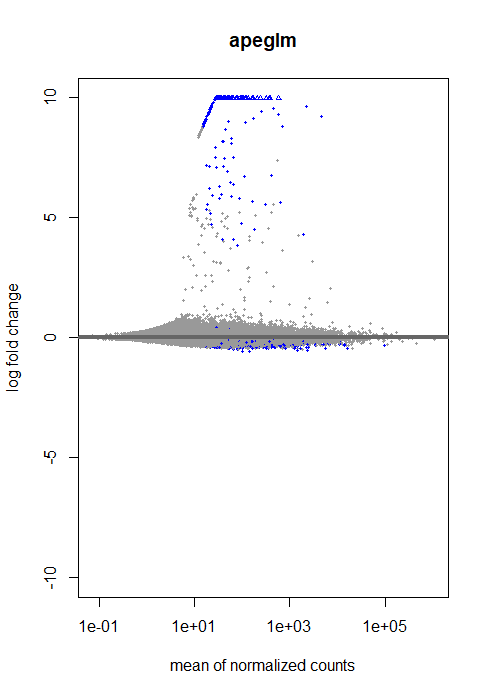 apeglm
log fold change
10
5
0
-5
-10
1e-01
1e+01
1e+03
1e+05
mean of normalized counts